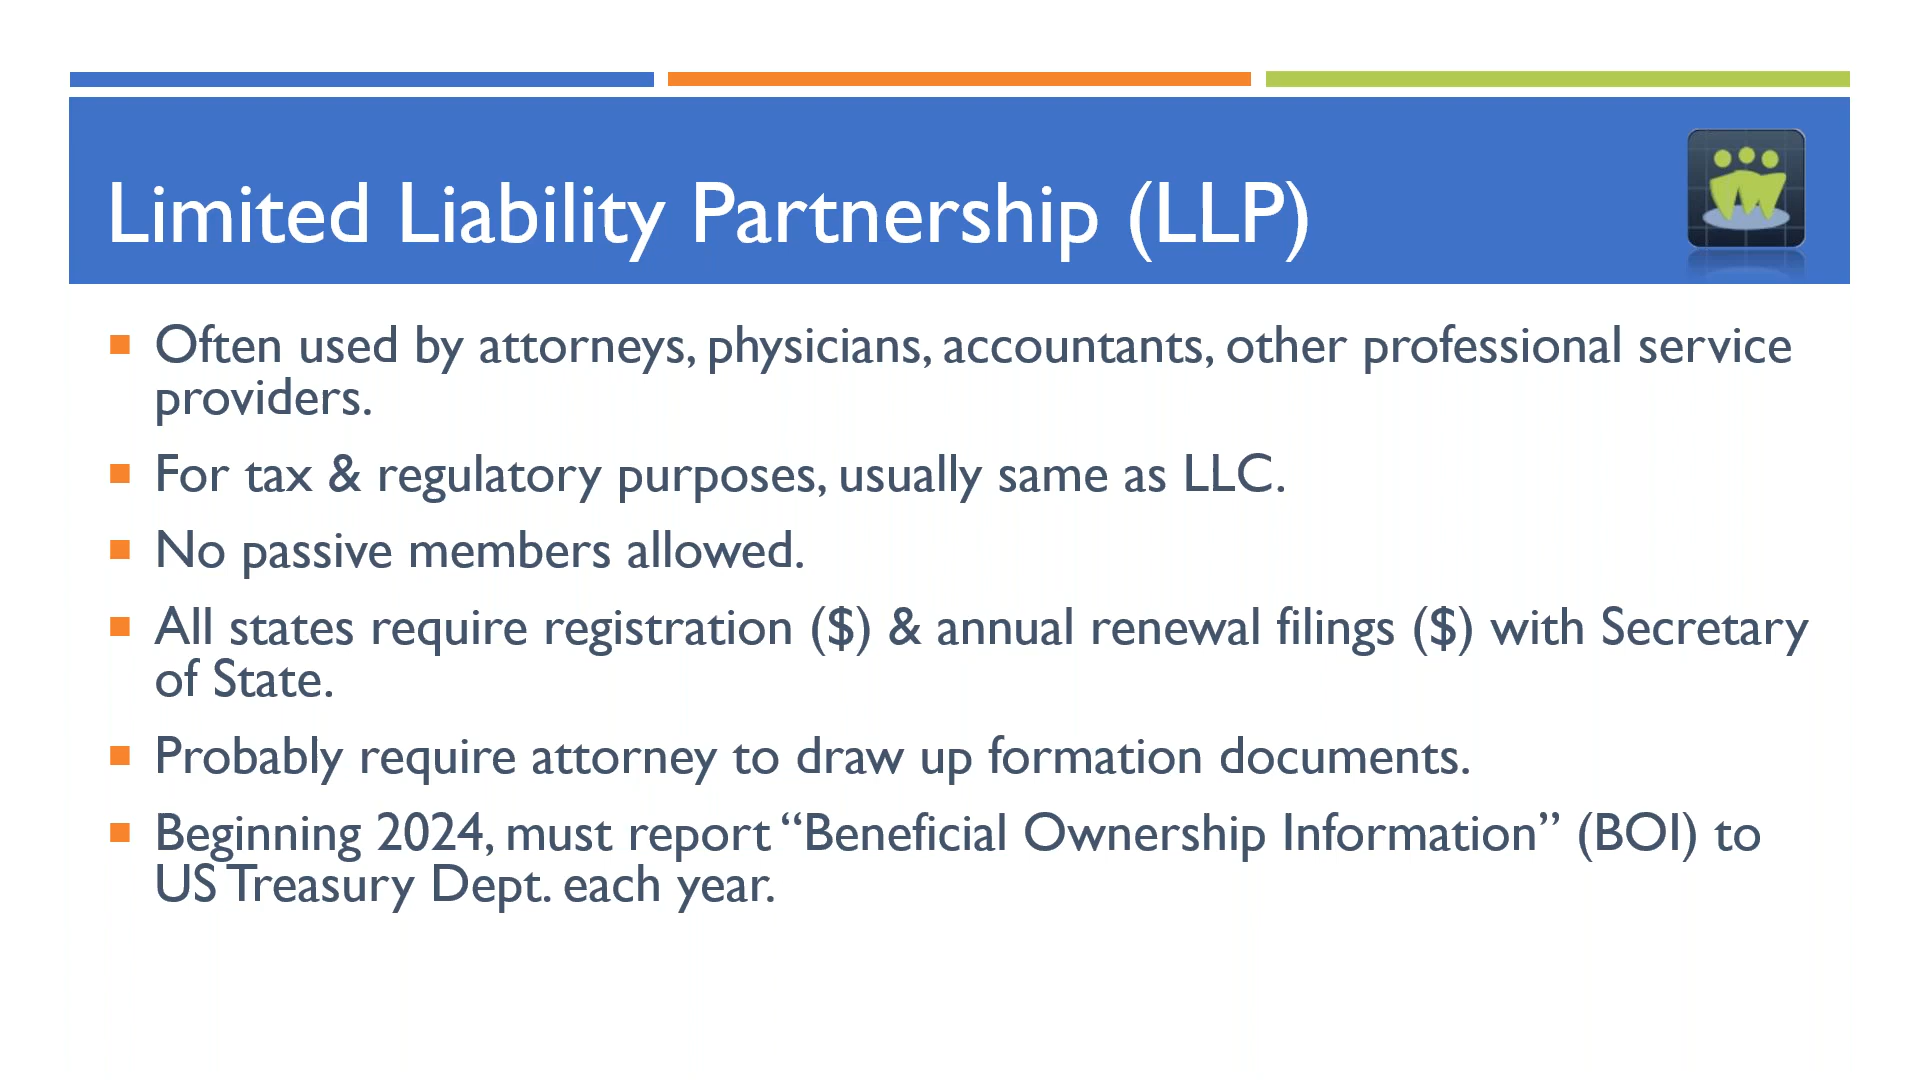 Limited Liability Partnership (LLP)
Often used by attorneys, physicians, accountants, other professional service
providers.
For tax & regulatory purposes, usually same as LLC.
No passive members allowed.
All states require registration ($) & annual renewal filings ($) with Secretary
of State.
Probably require attorney to draw up formation documents.
Beginning 2024, must report “Beneficial Ownership Information” (BOI) to
US Treasury Dept. each year.